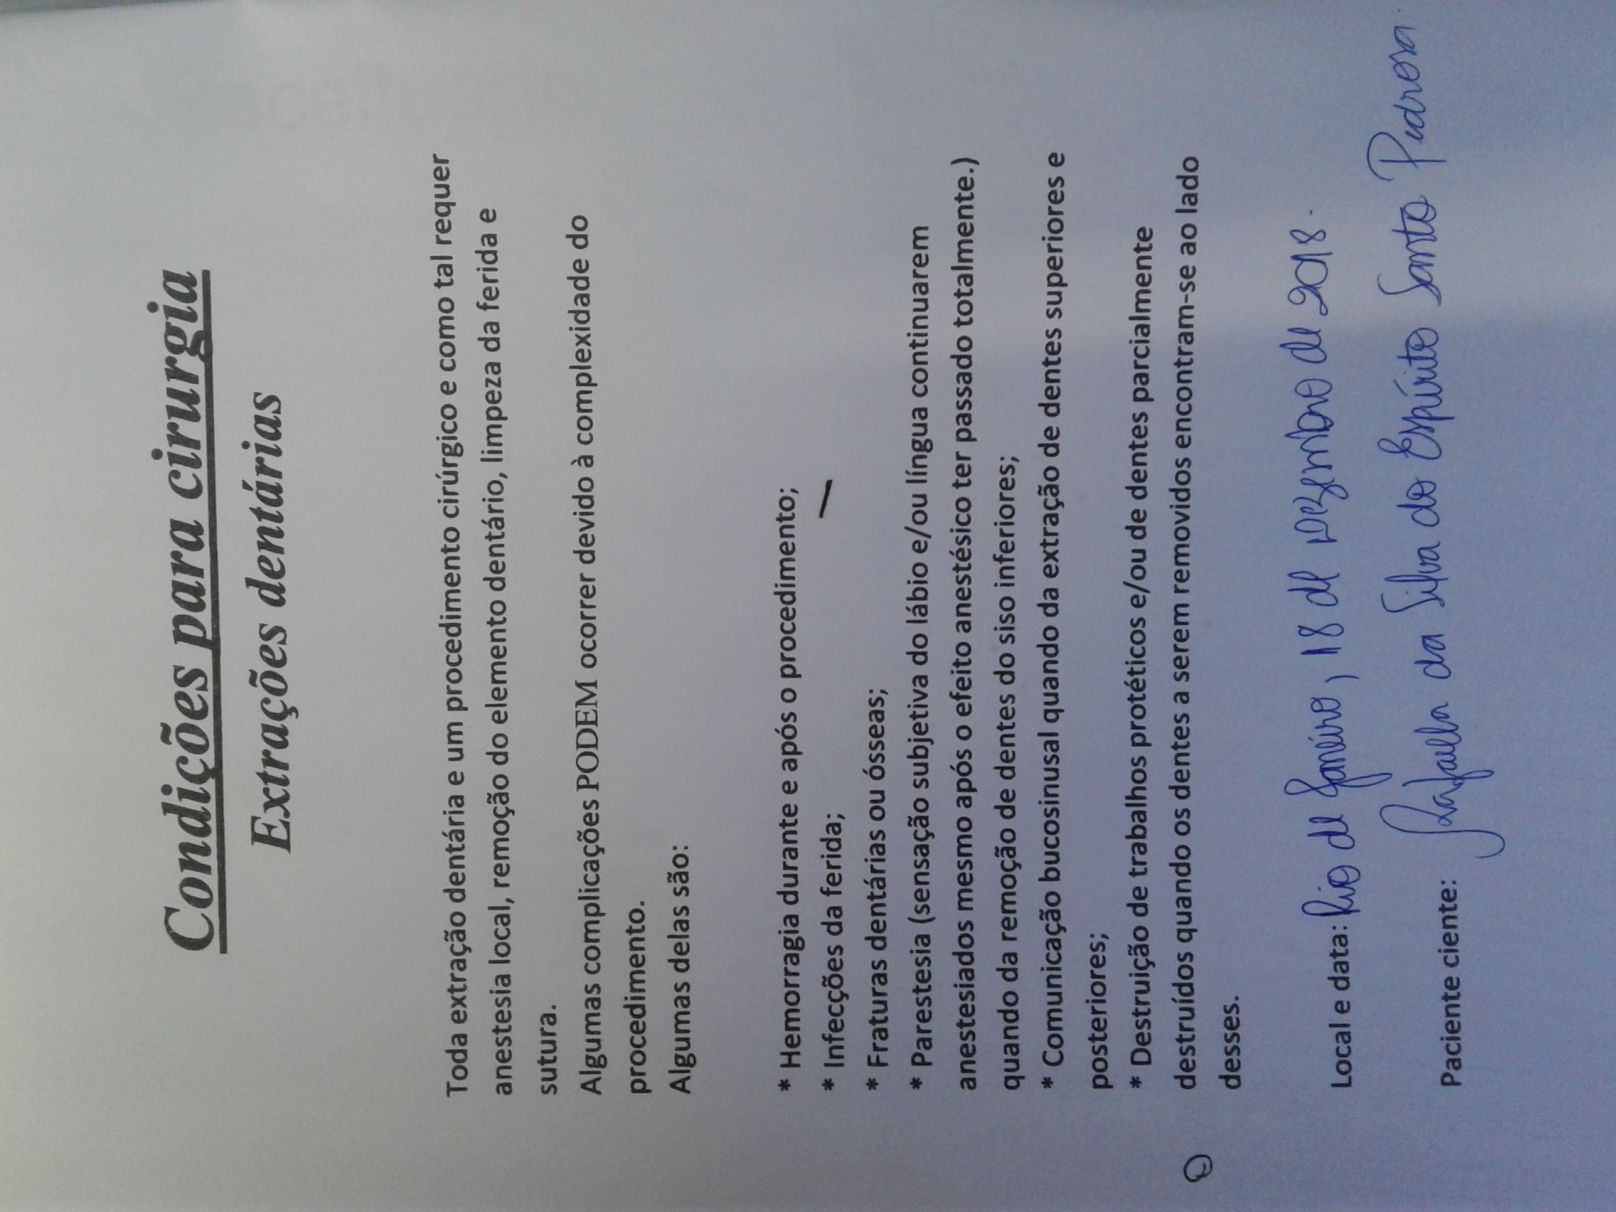 Condições para cirurgia
Extrações dentárias
Toda extração dentária e um procedimento cirúrgico e como tal requer
anestesia local, remoção do elemento dentário, limpeza da ferida e
sutura.
Algumas complicações PODEM ocorrer devido à complexidade do
procedimento.
Algumas delas são:
* Hemorragia durante e após o procedimento;
* Infecções da ferida;
* Fraturas dentárias ou ósseas;
* Parestesia (sensação subjetiva do lábio e/ou língua continuarem
anestesiados mesmo após o efeito anestésico ter passado totalmente.)
quando da remoção de dentes do siso inferiores;
* Comunicação bucosinusal quando da extração de dentes superiores e
posteriores;
* Destruição de trabalhos protéticos e/ou de dentes parcialmente
destruídos quando os dentes a serem removidos encontram-se ao lado
desses.
Local e data: Rio de Janeiro, 18 de Dezembro de 2018.
Paciente ciente: Rafaela da Silva do Espírito Santo Pedrosa.